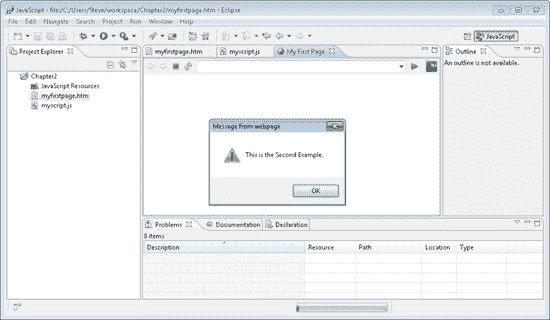 JavaScript - file:/C:/Users/Steve/workspace/Chapter2/myfirstpage.htm - Eclipse
File Edit Navigate Search Project Run Window Help
JavaScript
Project Explorer
myfirstpage.htm
myscript.js
My First Page
Outline
Chapter2
JavaScript Resources
myfirstpage.htm
myscript.js
An outline is not available.
Message from webpage
This is the Second Example.
OK
Problems
Documentation
Declaration
0 items
Description
Resource
Path
Location
Type